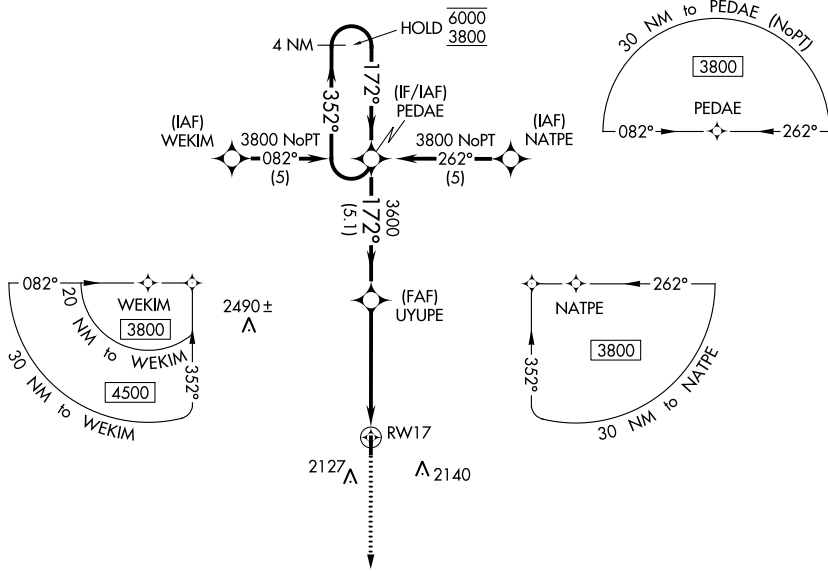 4 NM
HOLD 6000
3800
172°
352°
(IF/IAF)
PEDAE
(IAF)
WEKIM
3800 NoPT
082°
(5)
3800 NoPT
262°
(5)
(IAF)
NATPE
3600
172°
(5.1)
(FAF)
UYUPE
RW17
2127
2140
2490 ±
30 NM to PEDAE (NoPT)
3800
PEDAE
082°
262°
082°
WEKIM
3800
20 NM to WEKIM
4500
30 NM to WEKIM
352°
262°
NATPE
3800
352°
30 NM to NATPE